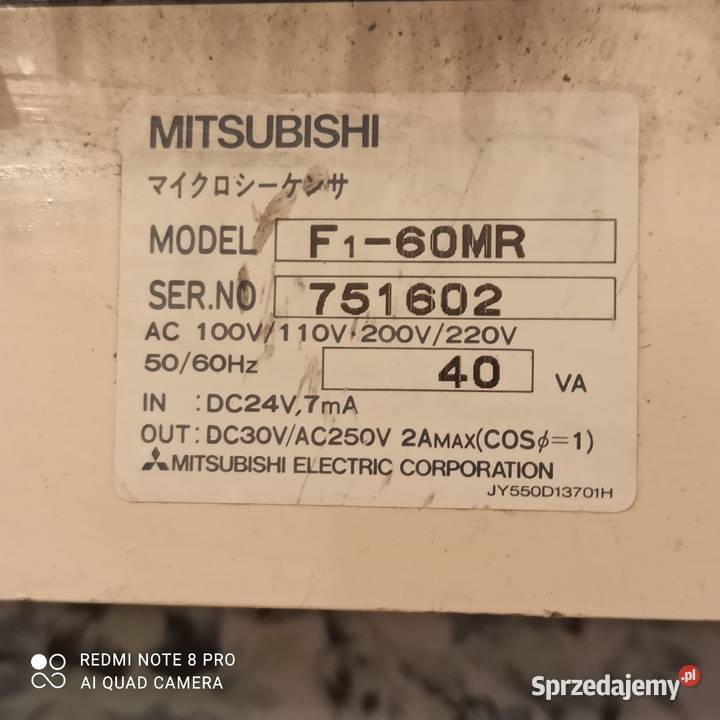 MITSUBISHI
マイクロシーケンサ
MODEL F1-60MR
SER.NO 751602
AC 100V/110V·200V/220V
50/60Hz 40 VA
IN :DC24V,7mA
OUT:DC30V/AC250V 2AMAX(COSϕ=1)
MITSUBISHI ELECTRIC CORPORATION
JY550D13701H
REDMI NOTE 8 PRO
AI QUAD CAMERA
Sprzedajemy.pl